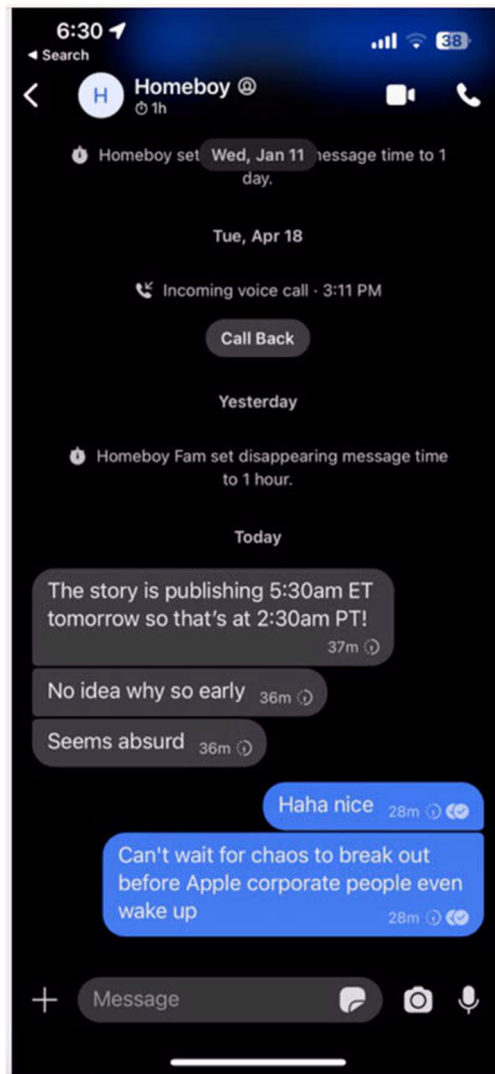 6:30
38
Search
H
Homeboy
1h
Homeboy set Wed, Jan 11 nessage time to 1
day.
Tue, Apr 18
Incoming voice call · 3:11 PM
Call Back
Yesterday
Homeboy Fam set disappearing message time
to 1 hour.
Today
The story is publishing 5:30am ET
tomorrow so that's at 2:30am PT!
37m
No idea why so early 36m
Seems absurd 36m
Haha nice 28m
Can't wait for chaos to break out
before Apple corporate people even
wake up
28m
Message